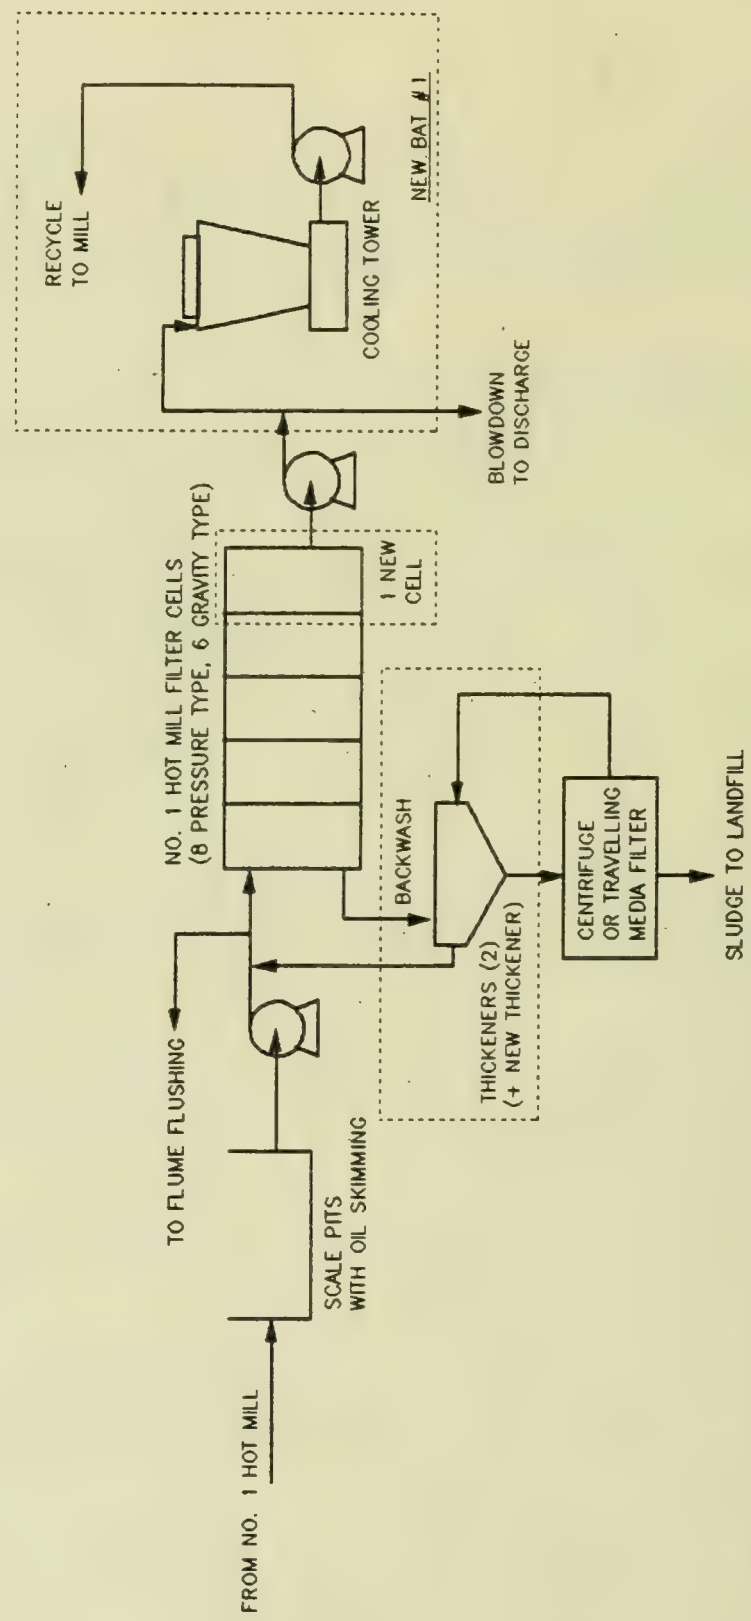 FROM NO. 1 HOT MILL
SCALE PITS
WITH OIL SKIMMING
TO FLUME FLUSHING
NO. 1 HOT MILL FILTER CELLS
(8 PRESSURE TYPE, 6 GRAVITY TYPE)
1 NEW
CELL
BACKWASH
THICKENERS (2)
(+ NEW THICKENER)
CENTRIFUGE
OR TRAVELLING
MEDIA FILTER
SLUDGE TO LANDFILL
BLOWDOWN
TO DISCHARGE
COOLING TOWER
RECYCLE
TO MILL
NEW BAT #1